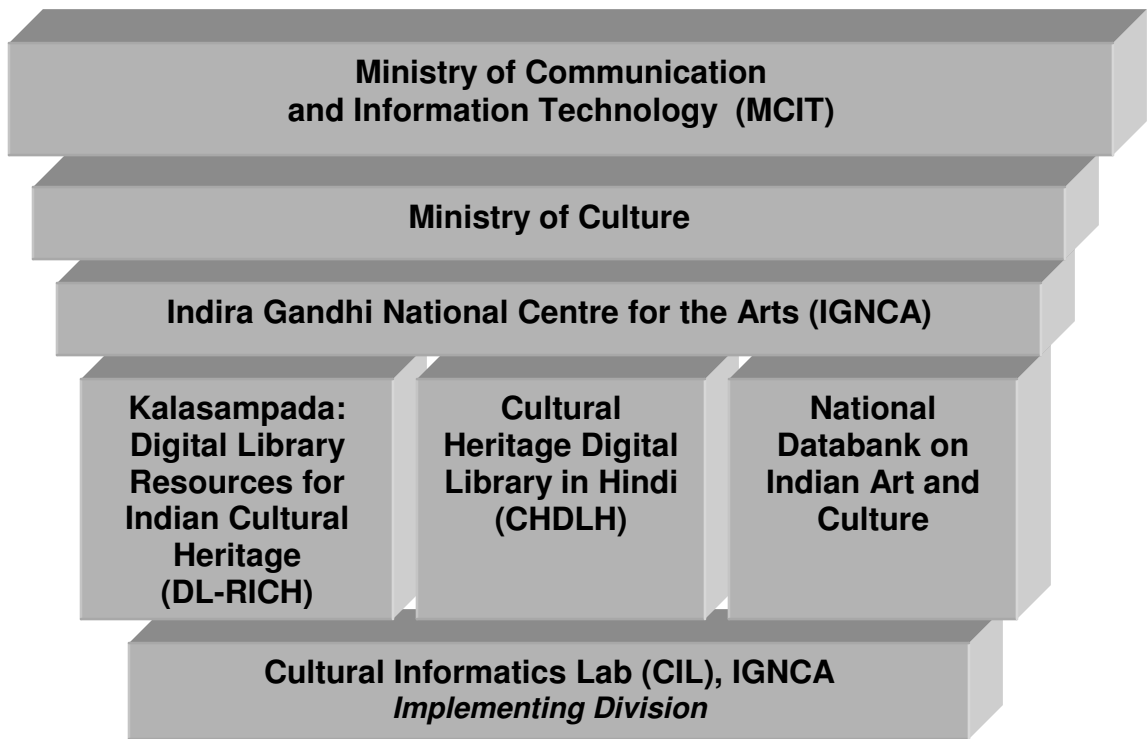 Ministry of Communication
and Information Technology (MCIT)
Ministry of Culture
Indira Gandhi National Centre for the Arts (IGNCA)
Kalasampada:
Digital Library
Resources for
Indian Cultural
Heritage
(DL-RICH)
Cultural
Heritage Digital
Library in Hindi
(CHDLH)
National
Databank on
Indian Art and
Culture
Cultural Informatics Lab (CIL), IGNCA
Implementing Division